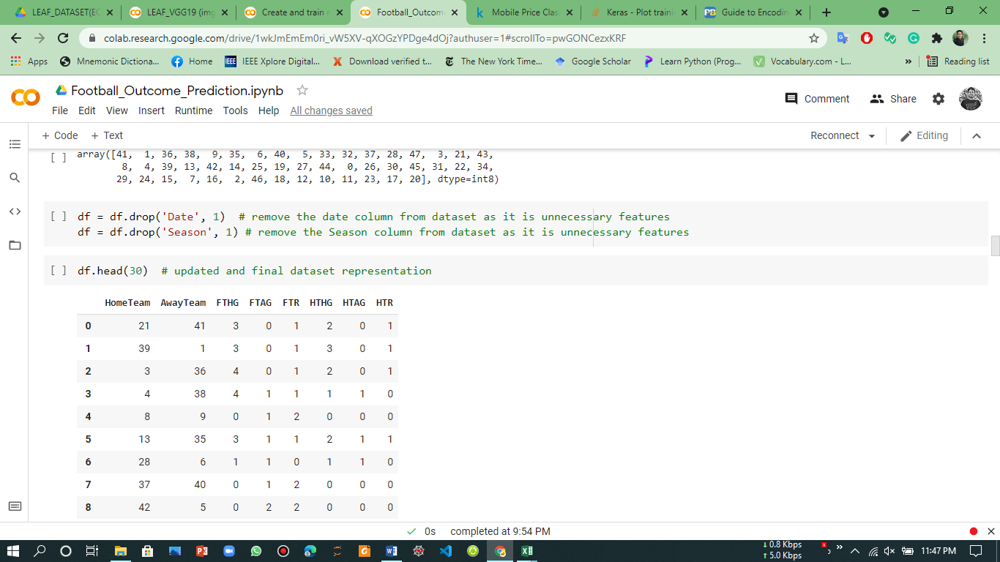 LEAF_DATASET(EC
LEAF_VGG19 (img
Create and train n
Football_Outcome
Mobile Price Clas
Keras - Plot traini
Guide to Encodin
colab.research.google.com/drive/1wkJmEmEm0ri_vW5XV-qXOGzYPDge4dOj?authuser=1#scrollTo=pwGONCezxKRF
Apps
Mnemonic Dictiona...
Home
IEEE
IEEE Xplore Digital...
Download verified t...
The New York Time...
Google Scholar
Learn Python (Prog...
Vocabulary.com - L...
»
Reading list
Football_Outcome_Prediction.ipynb
Comment
Share
File Edit View Insert Runtime Tools Help All changes saved
+ Code + Text
Reconnect
Editing
[ ] array([41, 1, 36, 38, 9, 35, 6, 40, 5, 33, 32, 37, 28, 47, 3, 21, 43,
8, 4, 39, 13, 42, 14, 25, 19, 27, 44, 0, 26, 30, 45, 31, 22, 34,
29, 24, 15, 7, 16, 2, 46, 18, 12, 10, 11, 23, 17, 20], dtype=int8)
[ ] df = df.drop('Date', 1) # remove the date column from dataset as it is unnecessary features
df = df.drop('Season', 1) # remove the Season column from dataset as it is unnecessary features
[ ] df.head(30) # updated and final dataset representation
HomeTeam AwayTeam FTHG FTAG FTR HTHG HTAG HTR
0 21 41 3 0 1 2 0 1
1 39 1 3 0 1 3 0 1
2 3 36 4 0 1 2 0 1
3 4 38 4 1 1 1 1 0
4 8 9 0 1 2 0 0 0
5 13 35 3 1 1 2 1 1
6 28 6 1 1 0 1 1 0
7 37 40 0 1 2 0 0 0
8 42 5 0 2 2 0 0 0
0s completed at 9:54 PM
↓ 0.8 Kbps
↑ 5.0 Kbps
11:47 PM